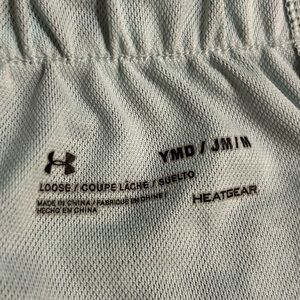 YMD / JM / M
LOOSE / COUPE LÂCHE / SUELTO
MADE IN CHINA / FABRIQUÉ EN CHINE /
HECHO EN CHINA
HEATGEAR